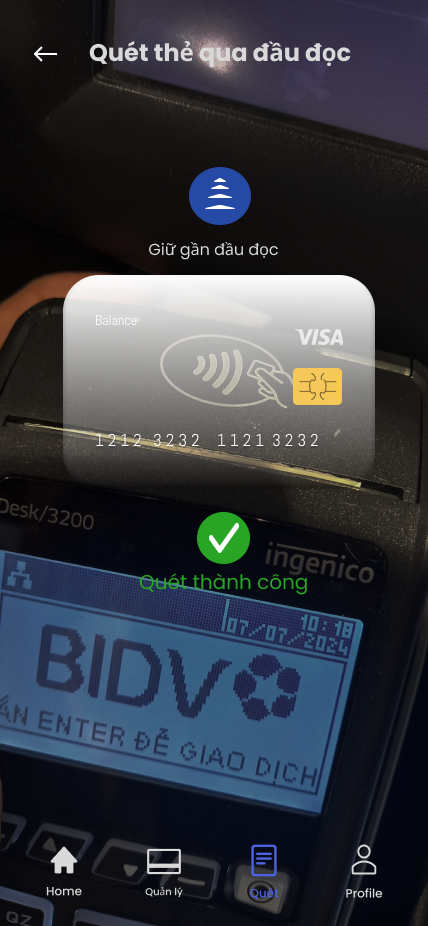 Quét thẻ qua đầu đọc
Giữ gần đầu đọc
Balance
VISA
1212 3232 1121 3232
Desk/3200
ingenico
Quét thành công
10:18
07/07/2024
BIDV
ẤN ENTER ĐỂ GIAO DỊCH
QZ
Home
Quản lý
Quét
Profile